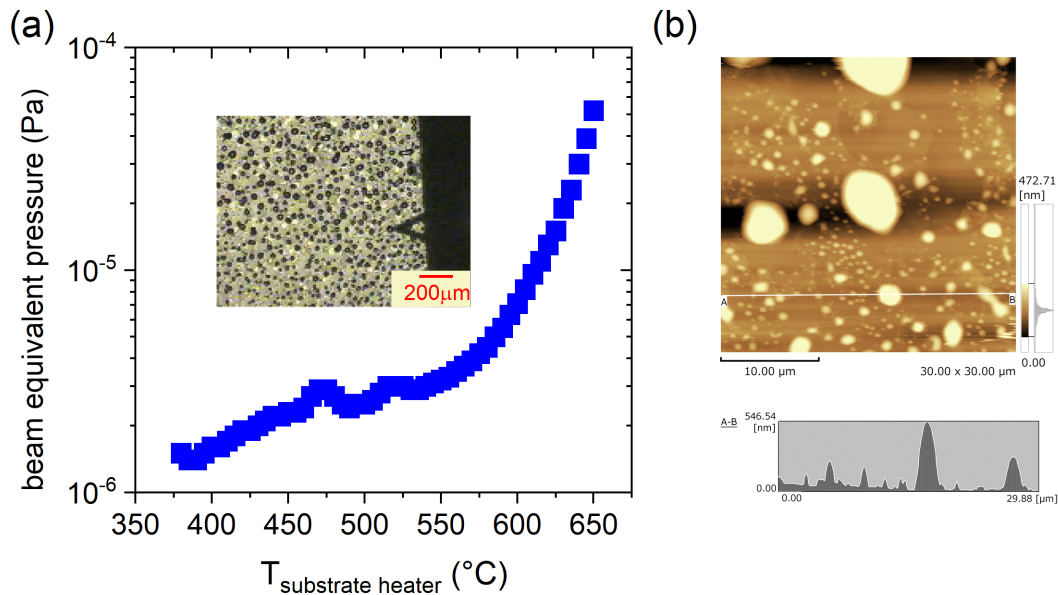 (a)
beam equivalent pressure (Pa)
10⁻⁴
10⁻⁵
10⁻⁶
200μm
350 400 450 500 550 600 650
T substrate heater (°C)
(b)
472.71
[nm]
A B
0.00
10.00 μm 30.00 x 30.00 μm
A-B 546.54
[nm]
0.00
0.00 29.88 [μm]